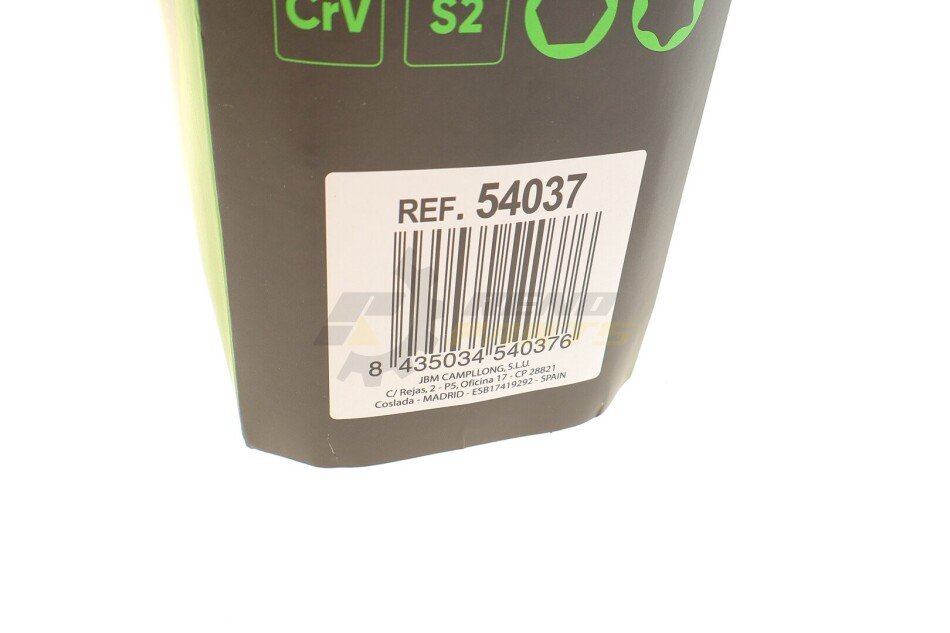 CrV S2
REF. 54037
8 435034 540376
JBM CAMPLLONG, S.L.U.
C/ Rejas, 2 - P5, Oficina 17 - CP 28821
Coslada - MADRID - ESB17419292 - SPAIN